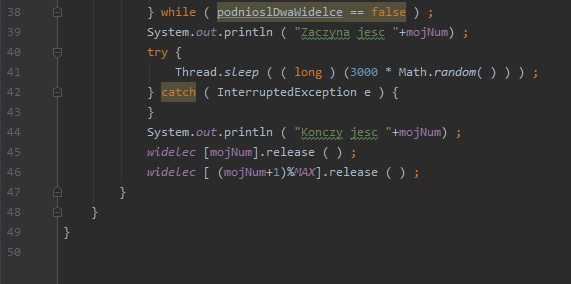 38 } while ( podnioslDwaWidelce == false ) ;
39 System.out.println ( "Zaczyna jesc "+mojNum) ;
40 try {
41 Thread.sleep ( ( long ) (3000 * Math.random( ) ) ) ;
42 } catch ( InterruptedException e ) {
43 }
44 System.out.println ( "Konczy jesc "+mojNum) ;
45 widelec [mojNum].release ( ) ;
46 widelec [ (mojNum+1)%MAX].release ( ) ;
47 }
48 }
49 }
50